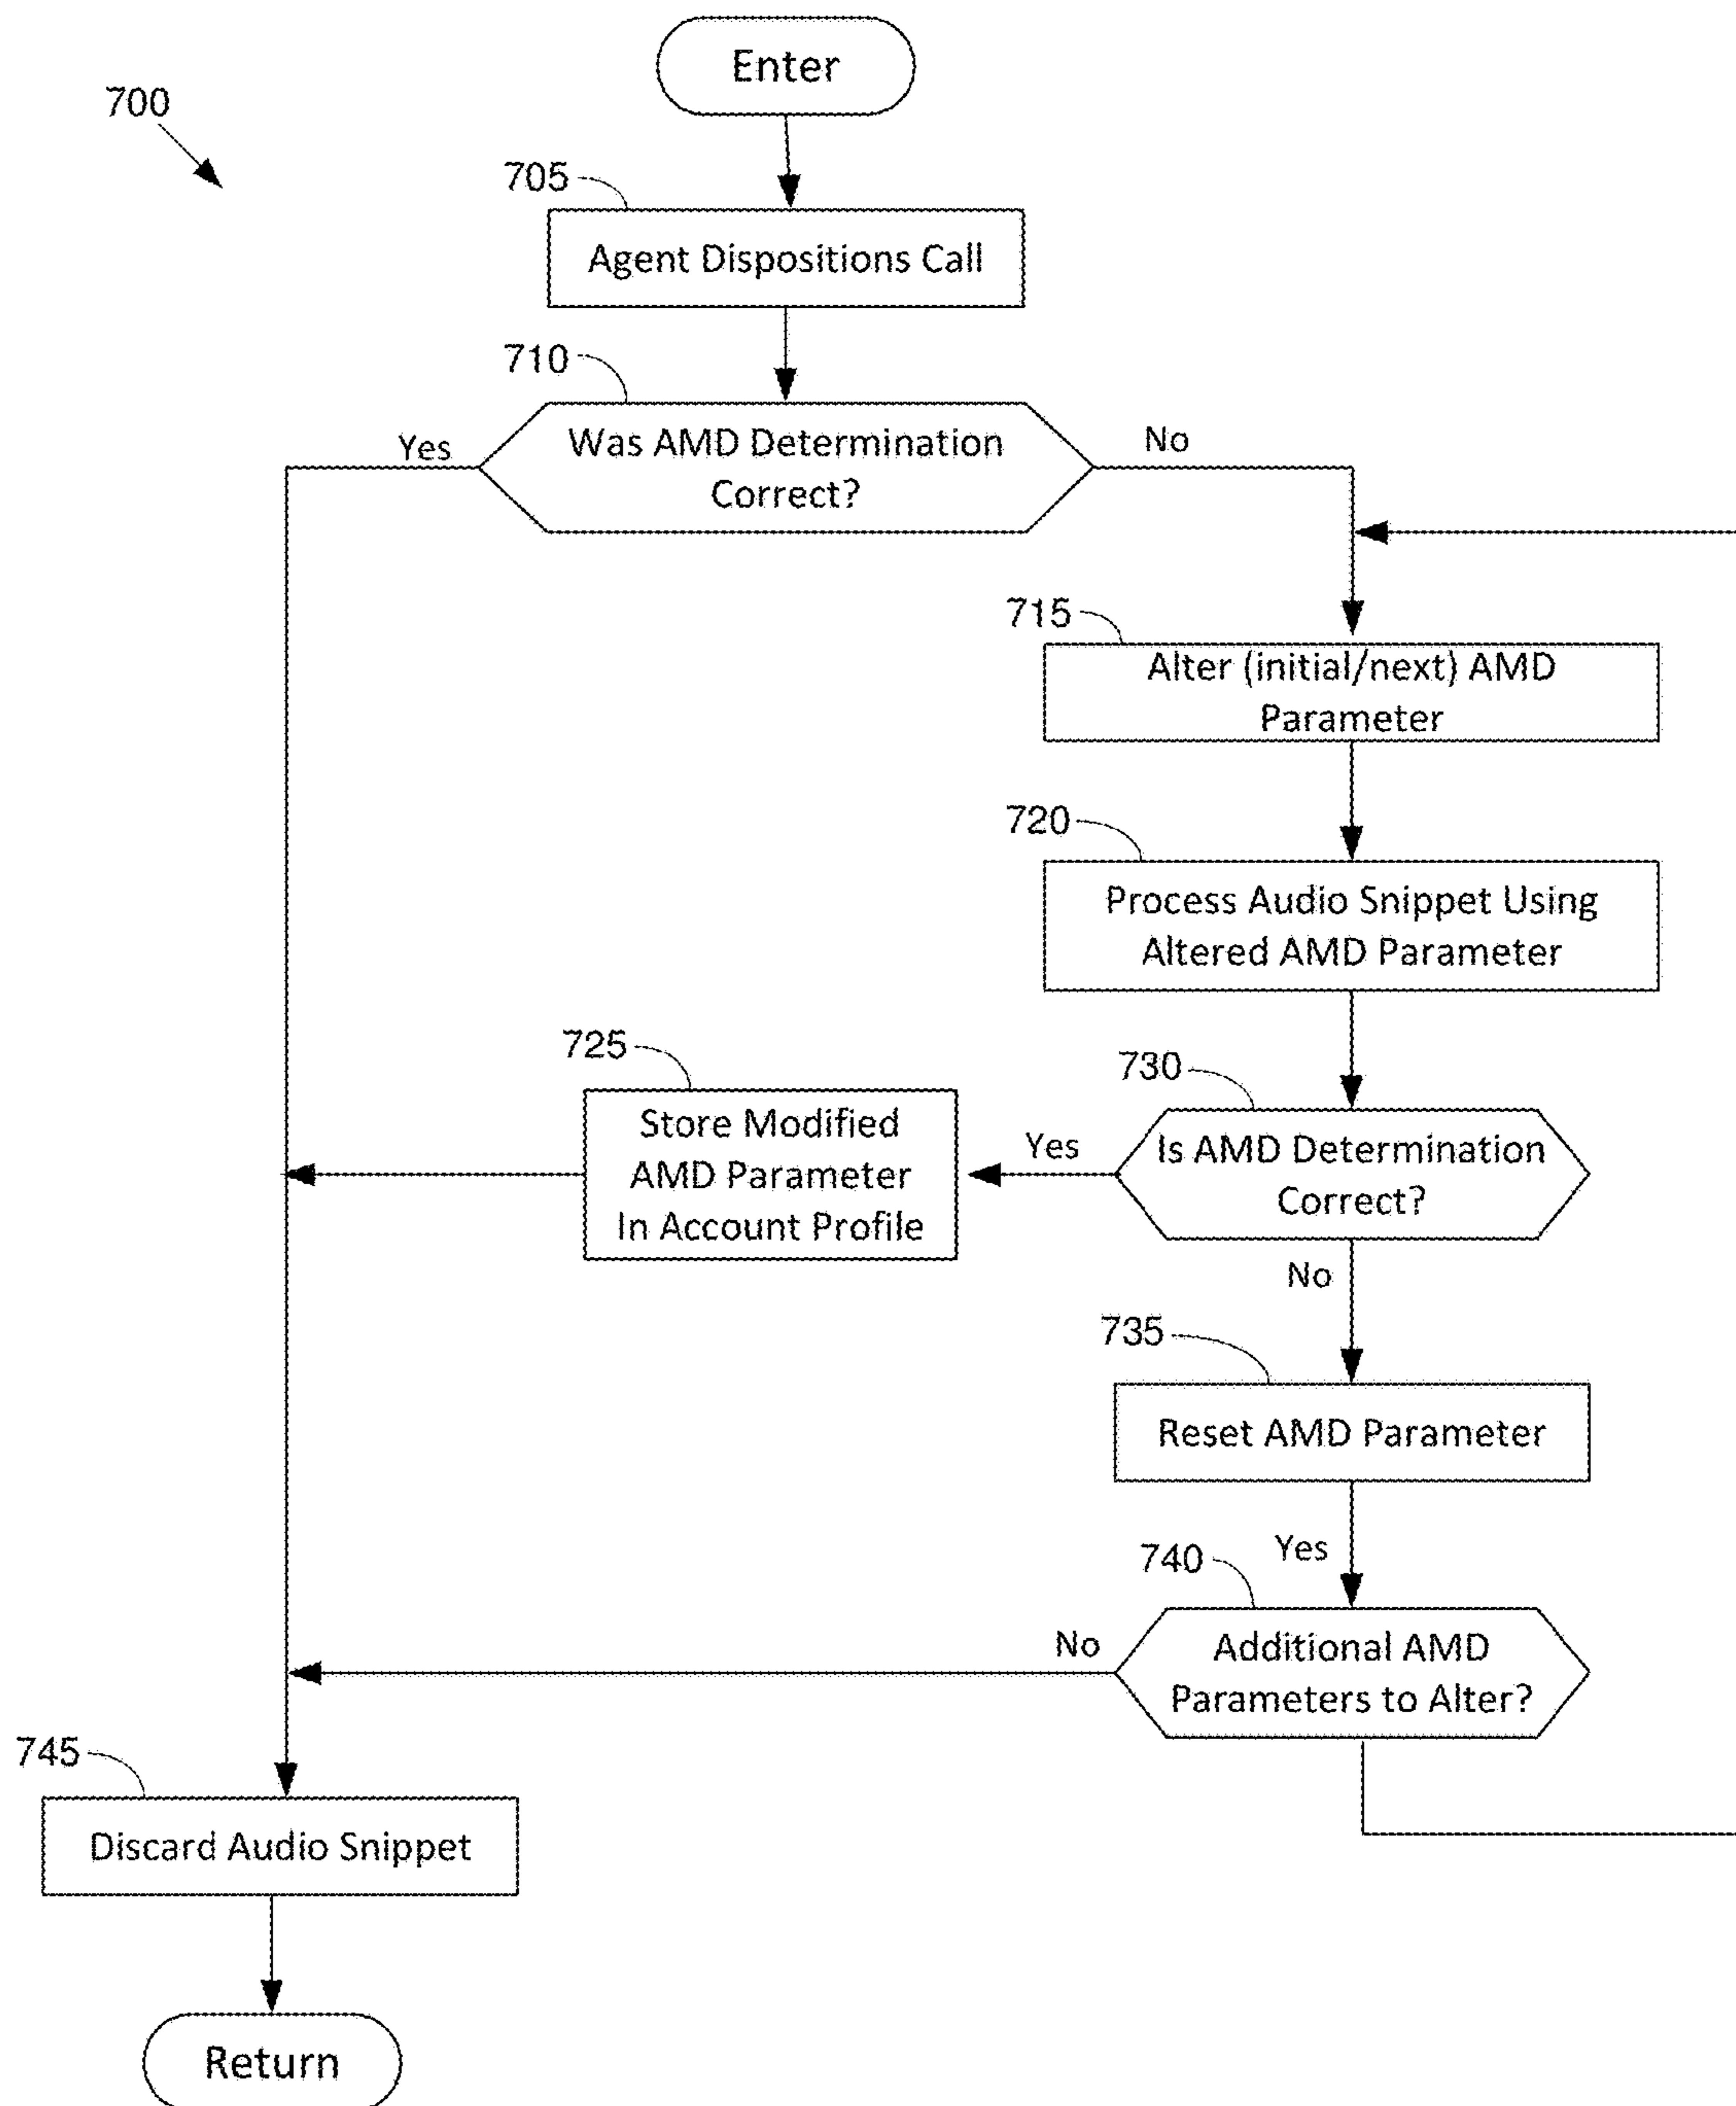 Enter
700
705
Agent Dispositions Call
710
Was AMD Determination
Correct?
Yes
No
715
Alter (initial/next) AMD
Parameter
720
Process Audio Snippet Using
Altered AMD Parameter
725
Store Modified
AMD Parameter
In Account Profile
Yes
730
Is AMD Determination
Correct?
No
735
Reset AMD Parameter
Yes
740
Additional AMD
Parameters to Alter?
No
745
Discard Audio Snippet
Return